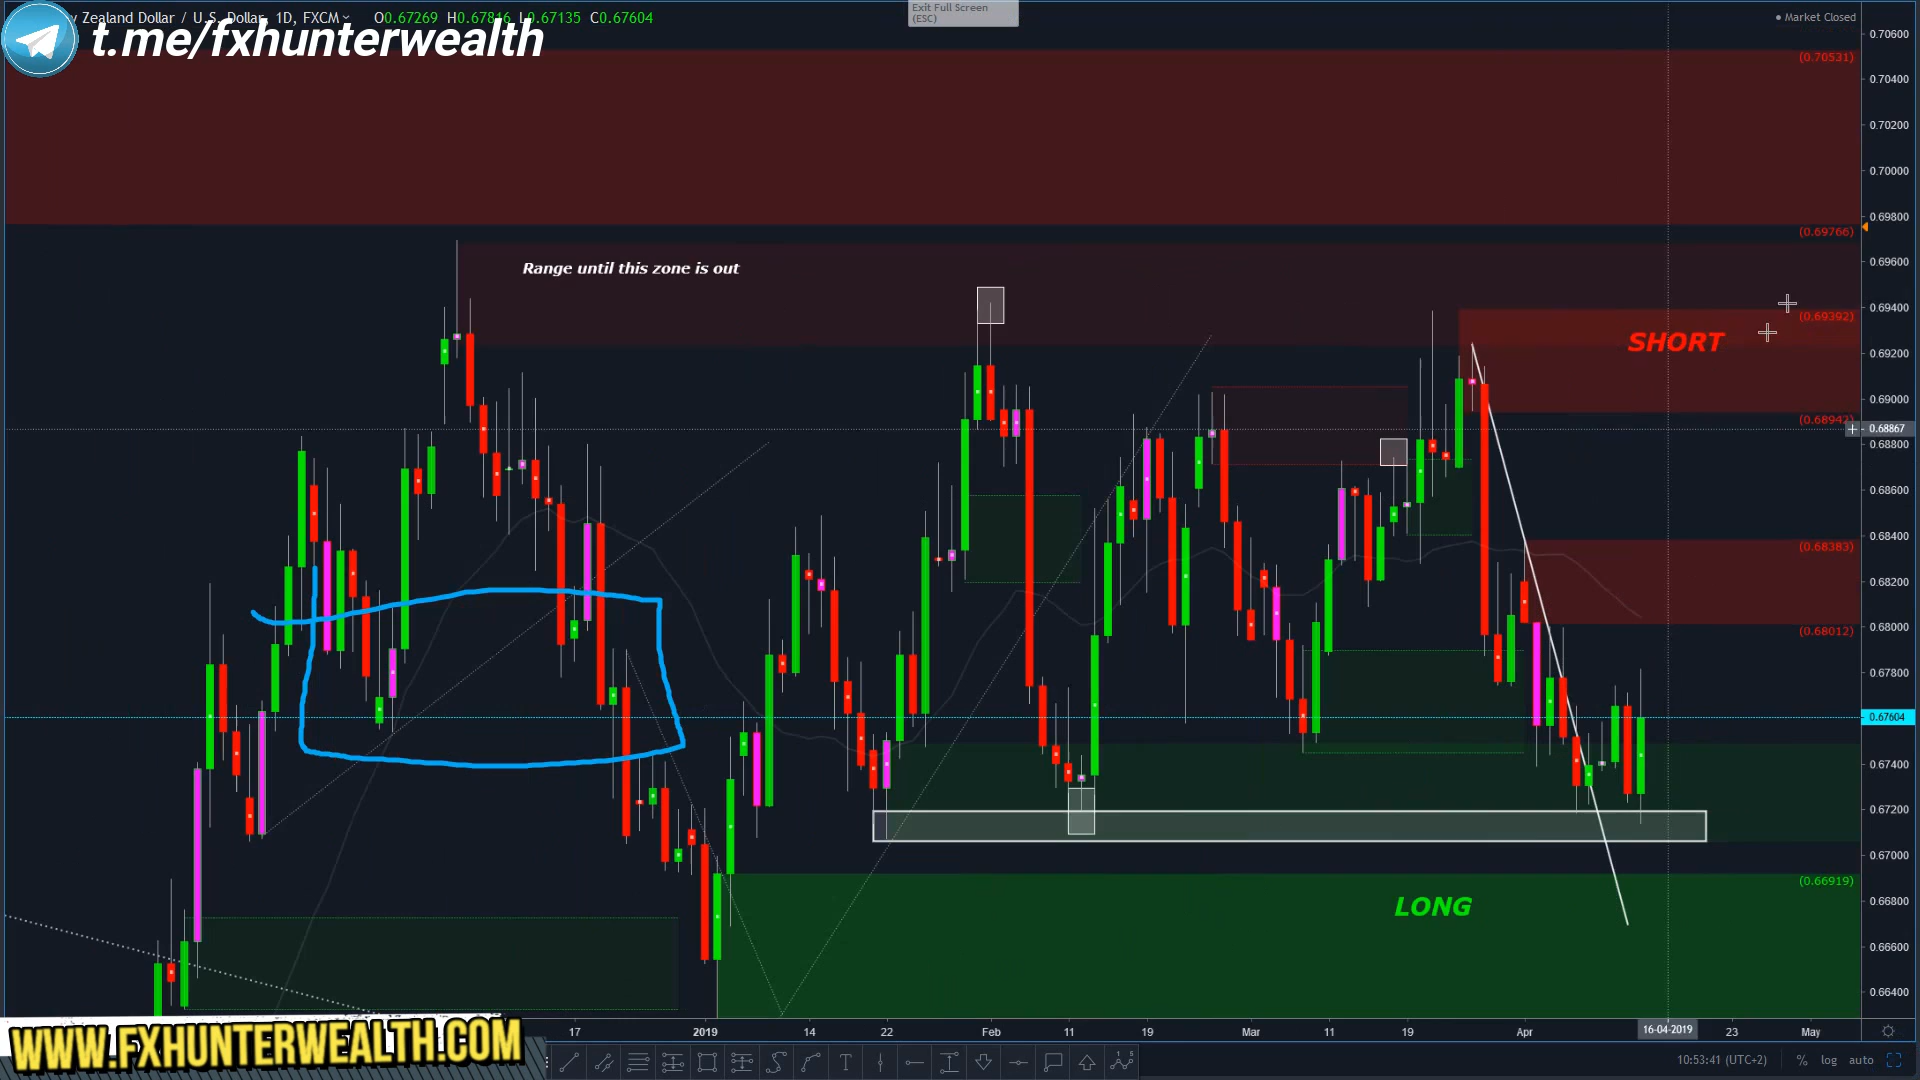 Zealand Dollar / U.S. Dollar, 1D, FXCM O0.67269 H0.67816 L0.67135 C0.67604
t.me/fxhunterwealth
Exit Full Screen
(ESC)
Market Closed
0.70600
(0.70531)
0.70400
0.70200
0.70000
0.69800
(0.69766)
0.69600
Range until this zone is out
0.69400
(0.69392)
SHORT
0.69200
0.69000
(0.68942)
0.68867
0.68800
0.68600
0.68400
(0.68383)
0.68200
0.68000
(0.68012)
0.67800
0.67604
0.67400
0.67200
0.67000
(0.66919)
0.66800
LONG
0.66600
0.66400
17 2019 14 22 Feb 11 19 Mar 11 19 Apr 16-04-2019 23 May
WWW.FXHUNTERWEALTH.COM
10:53:41 (UTC+2) % log auto